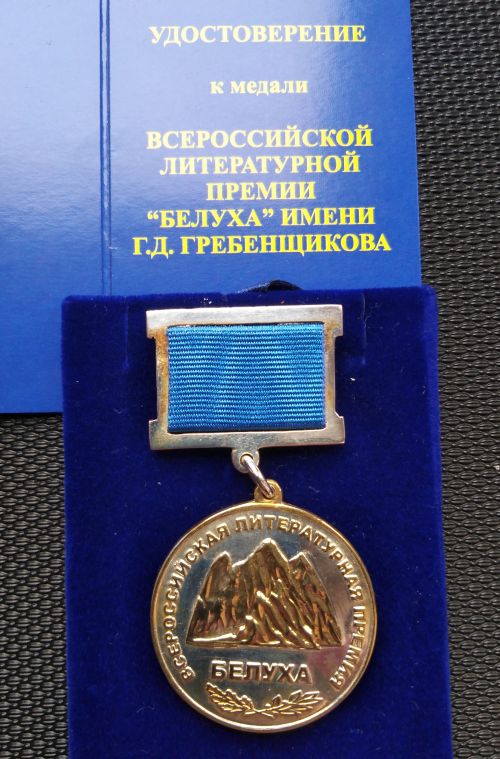 УДОСТОВЕРЕНИЕ
к медали
ВСЕРОССИЙСКОЙ
ЛИТЕРАТУРНОЙ
ПРЕМИИ
“БЕЛУХА” ИМЕНИ
Г.Д. ГРЕБЕНЩИКОВА
ВСЕРОССИЙСКАЯ ЛИТЕРАТУРНАЯ ПРЕМИЯ
БЕЛУХА